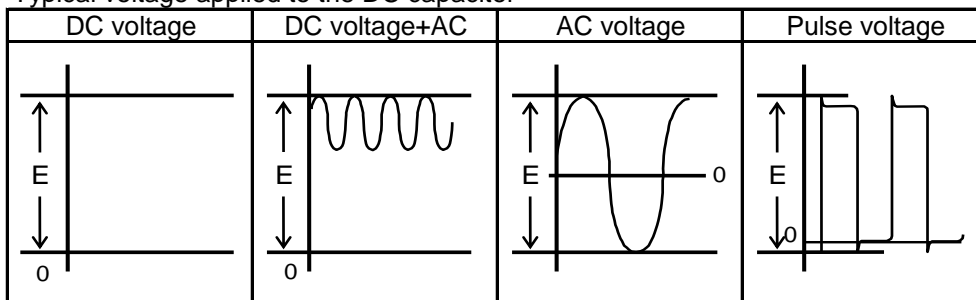 Typical voltage applied to the DC capacitor
DC voltage DC voltage+AC AC voltage Pulse voltage
E E E 0 E
0
0 0